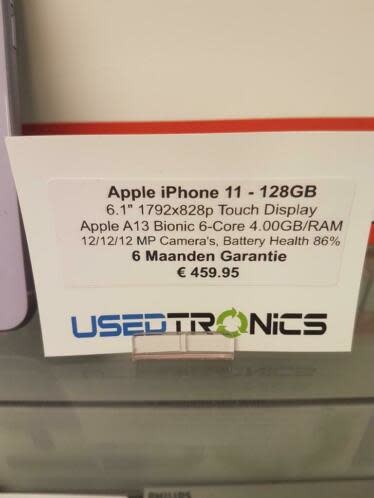 Apple iPhone 11 - 128GB
6.1" 1792x828p Touch Display
Apple A13 Bionic 6-Core 4.00GB/RAM
12/12/12 MP Camera's, Battery Health 86%
6 Maanden Garantie
€ 459.95
USEDTRONICS
PHILIPS